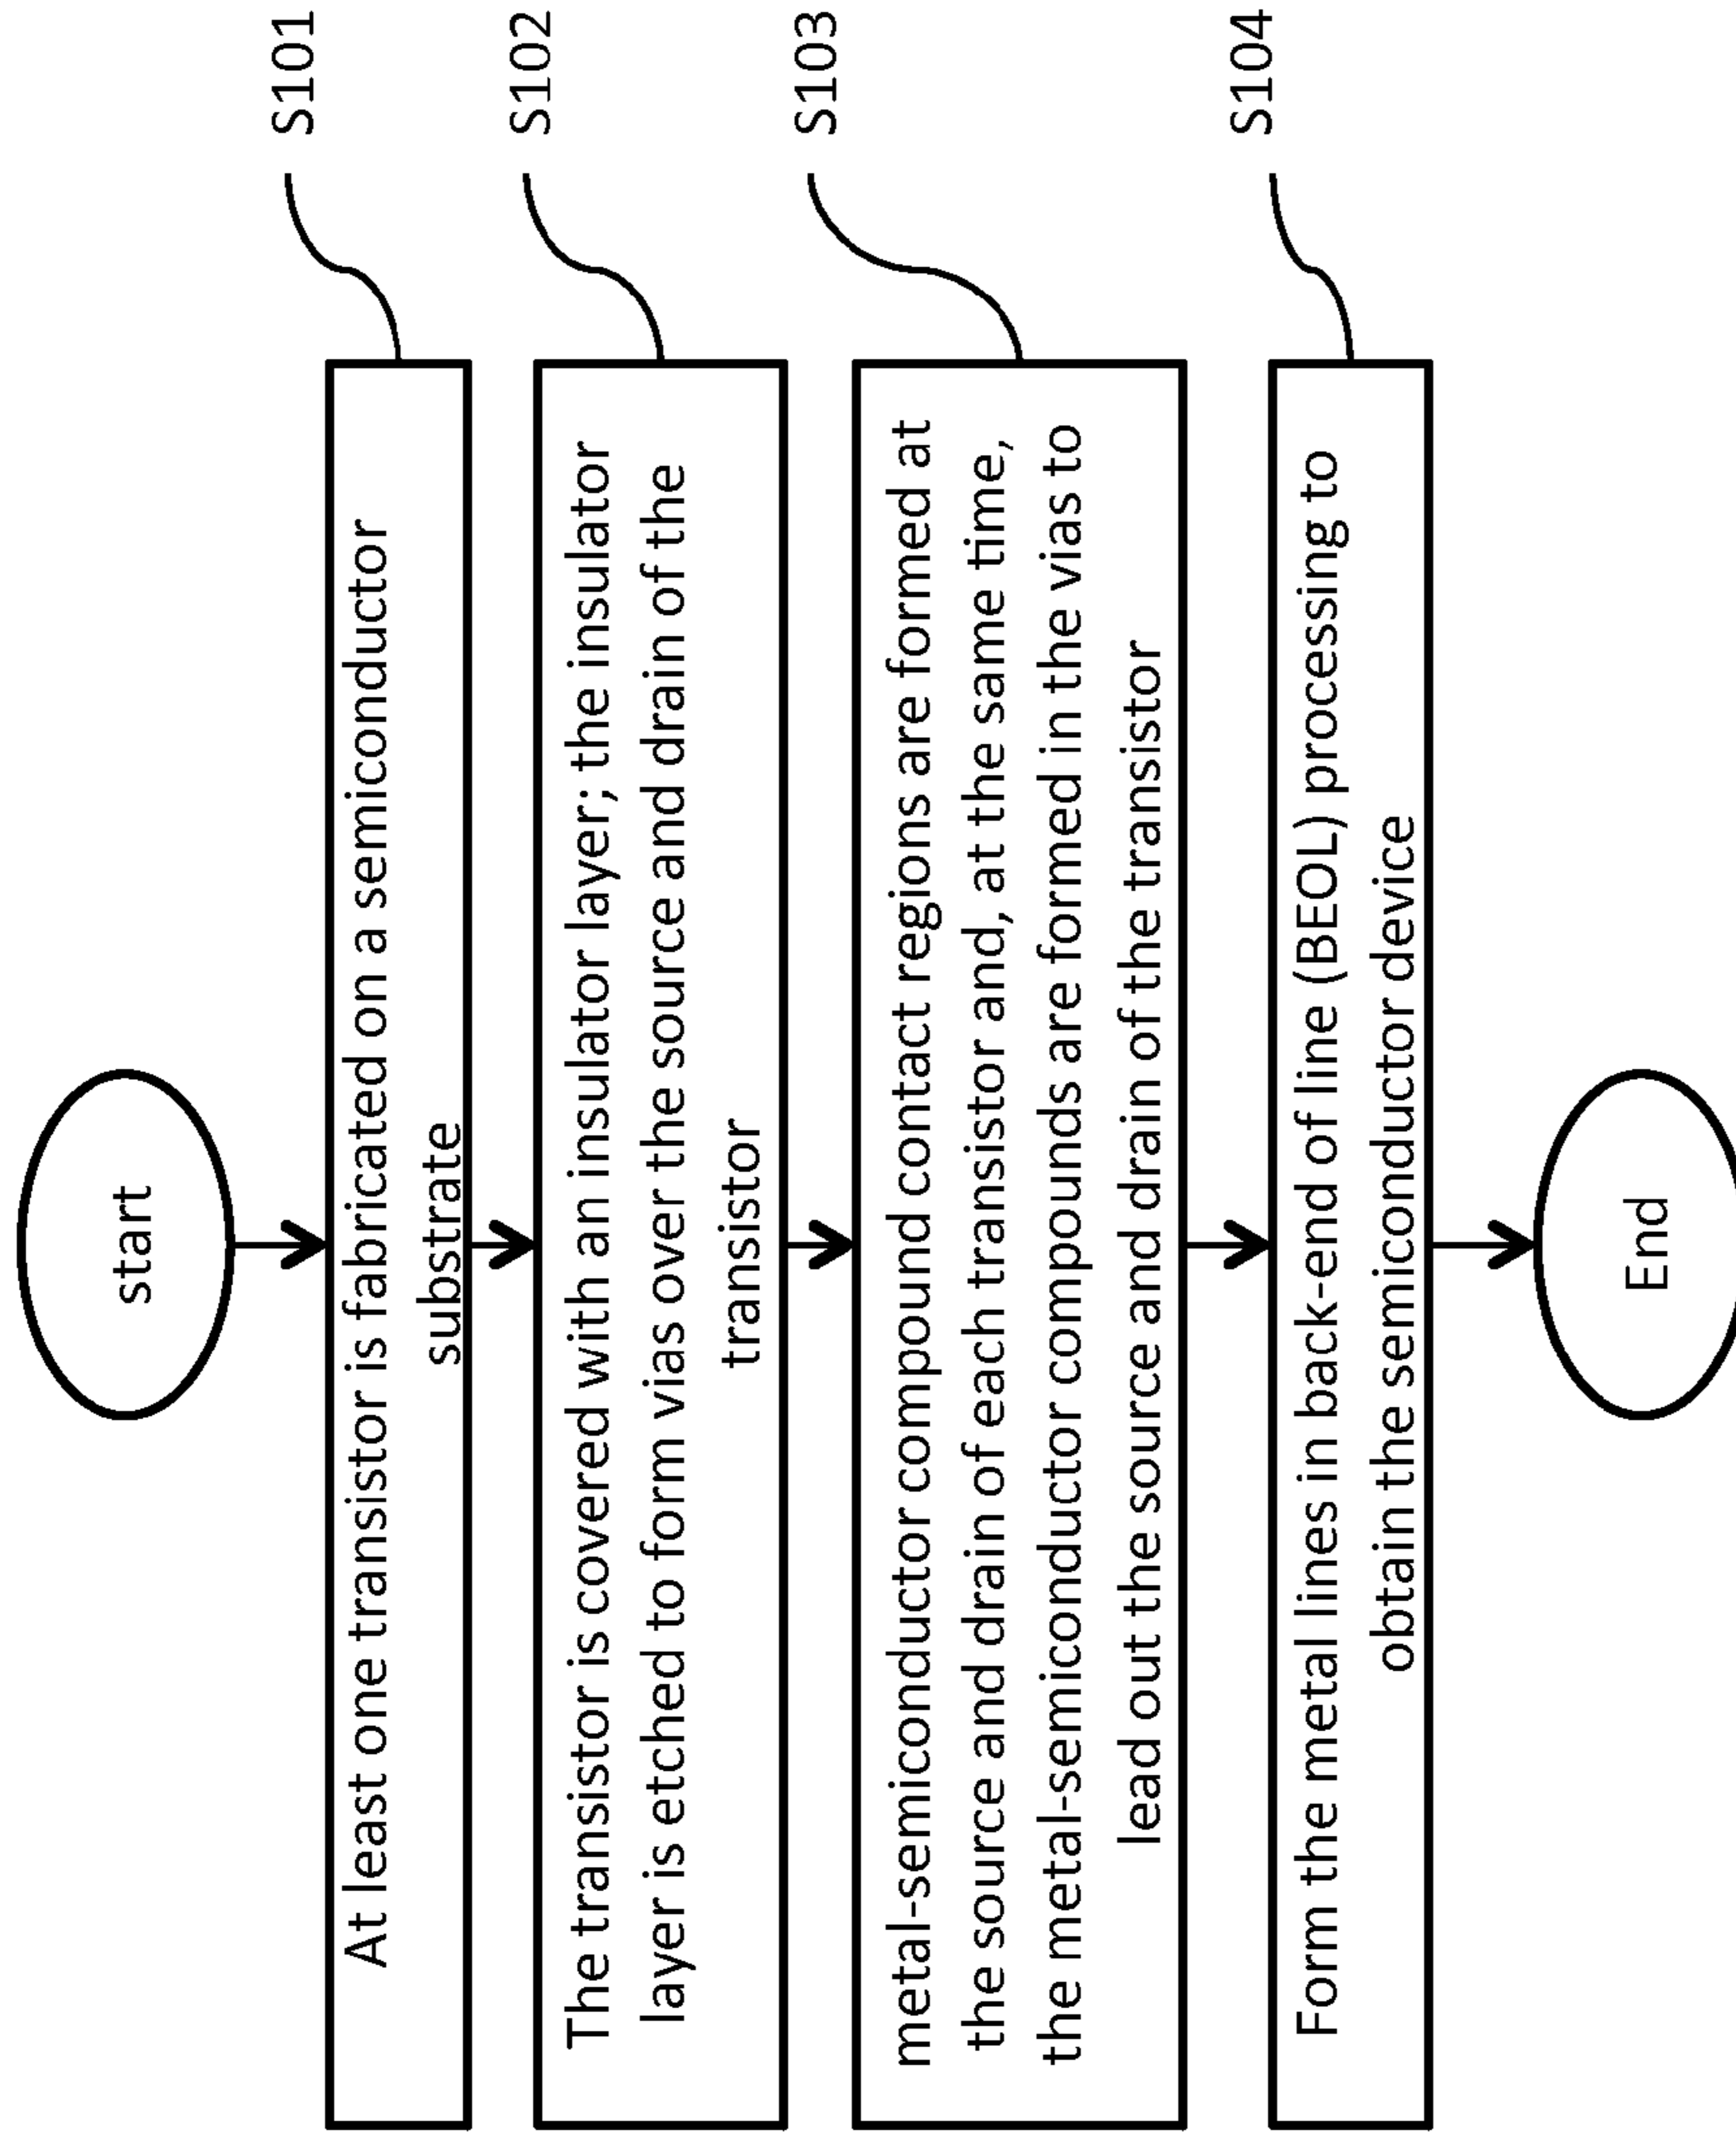 start
At least one transistor is fabricated on a semiconductor
substrate
S101
The transistor is covered with an insulator layer; the insulator
layer is etched to form vias over the source and drain of the
transistor
S102
metal-semiconductor compound contact regions are formed at
the source and drain of each transistor and, at the same time,
the metal-semiconductor compounds are formed in the vias to
lead out the source and drain of the transistor
S103
Form the metal lines in back-end of line (BEOL) processing to
obtain the semiconductor device
S104
End